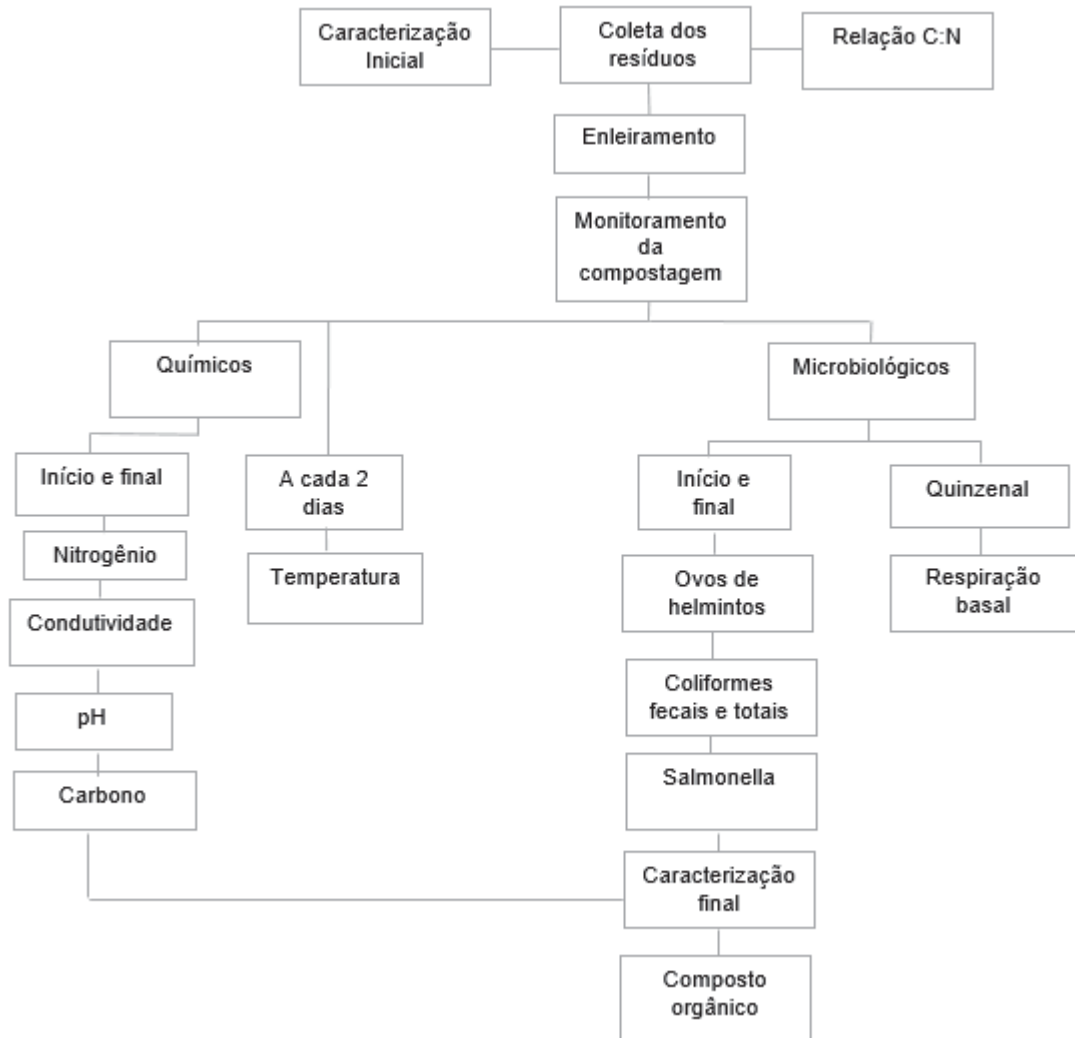 Caracterização
Inicial
Coleta dos
resíduos
Relação C:N
Enleiramento
Monitoramento
da
compostagem
Químicos
Microbiológicos
Início e final
A cada 2
dias
Início e
final
Quinzenal
Nitrogênio
Temperatura
Ovos de
helmintos
Respiração
basal
Condutividade
Coliformes
fecais e totais
pH
Salmonella
Carbono
Caracterização
final
Composto
orgânico